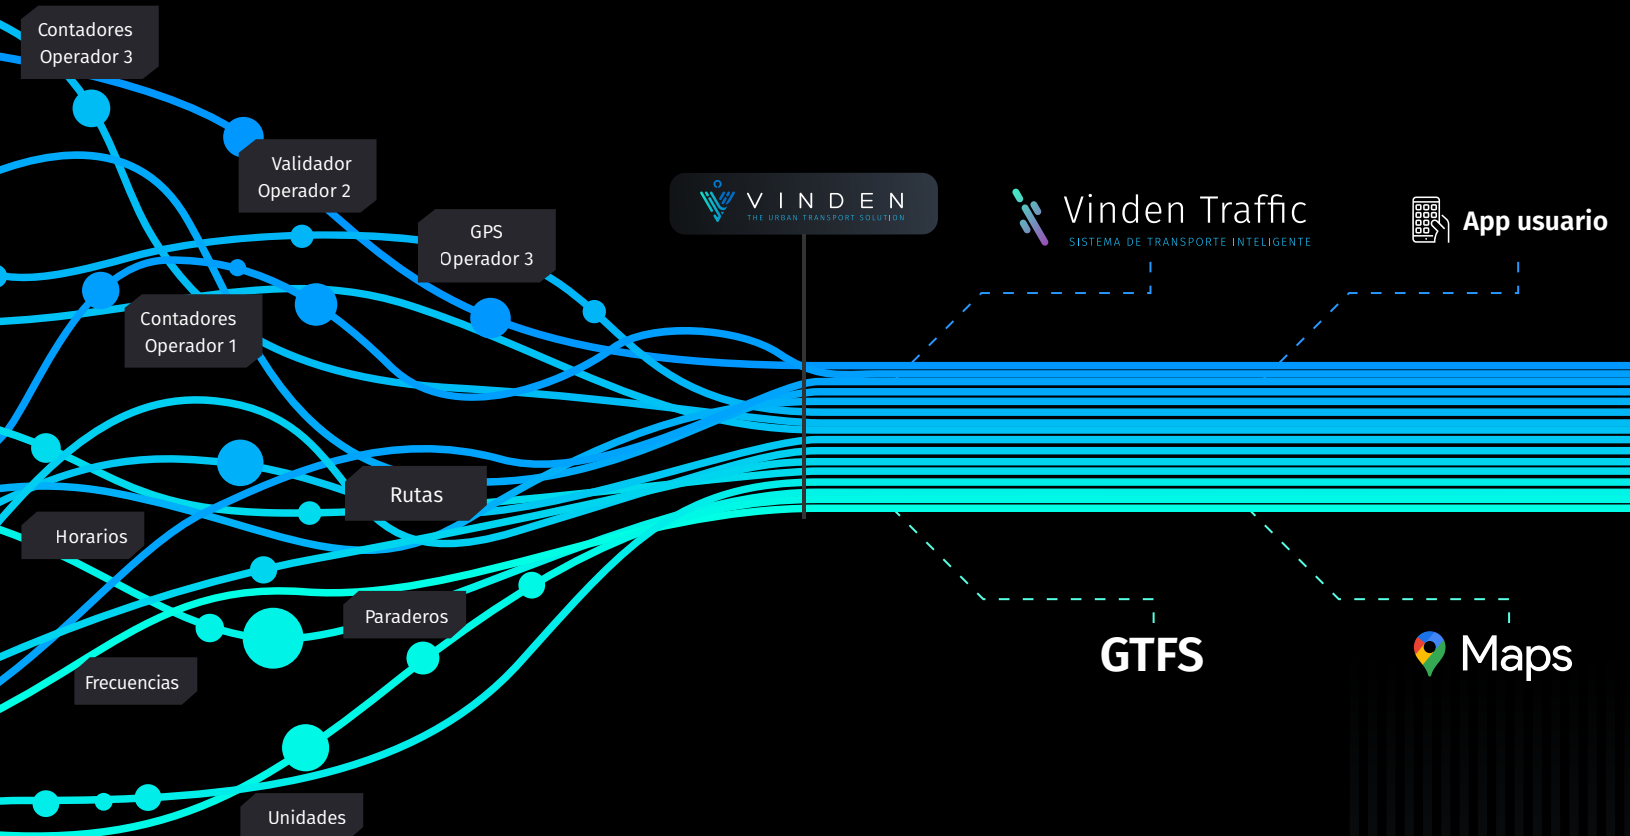 Contadores
Operador 3
Validador
Operador 2
GPS
Operador 3
Contadores
Operador 1
Rutas
Horarios
Paraderos
Frecuencias
Unidades
VINDEN
THE URBAN TRANSPORT SOLUTION
Vinden Traffic
SISTEMA DE TRANSPORTE INTELIGENTE
App usuario
GTFS
Maps